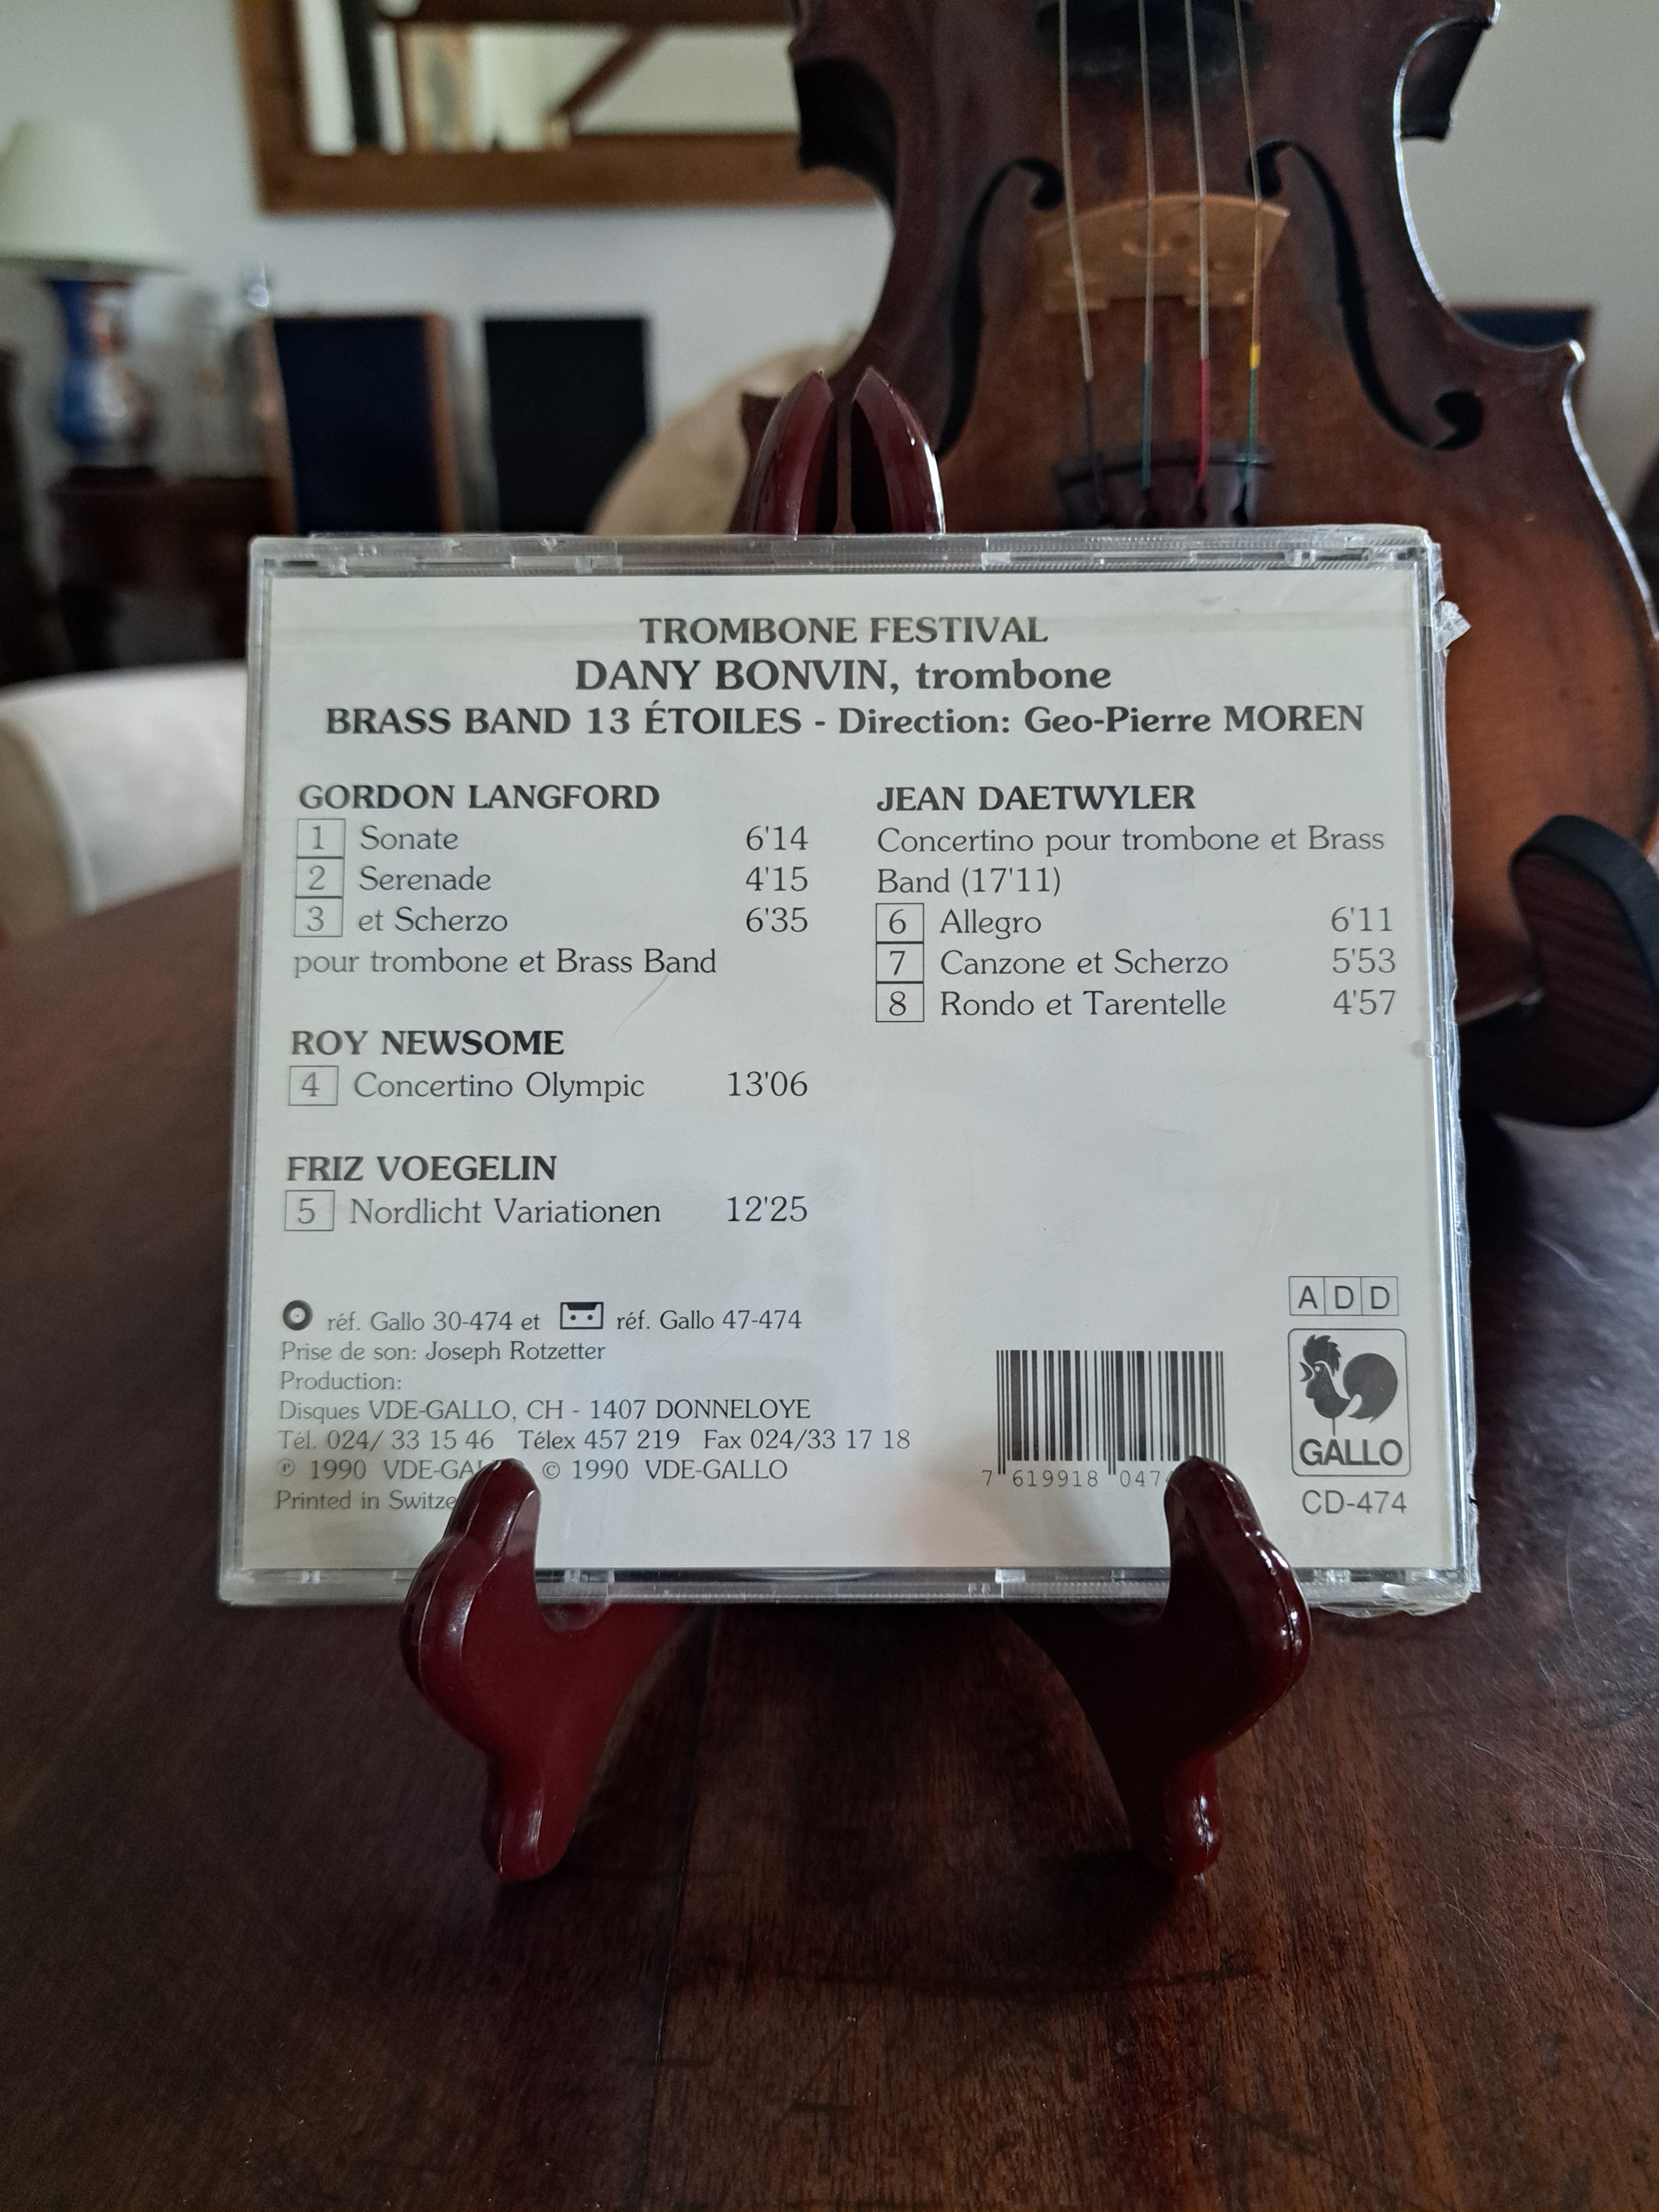 TROMBONE FESTIVAL
DANY BONVIN, trombone
BRASS BAND 13 ÉTOILES - Direction: Geo-Pierre MOREN
GORDON LANGFORD
1 Sonate 6'14
2 Serenade 4'15
3 et Scherzo 6'35
pour trombone et Brass Band
ROY NEWSOME
4 Concertino Olympic 13'06
FRIZ VOEGELIN
5 Nordlicht Variationen 12'25
JEAN DAETWYLER
Concertino pour trombone et Brass
Band (17'11)
6 Allegro 6'11
7 Canzone et Scherzo 5'53
8 Rondo et Tarentelle 4'57
réf. Gallo 30-474 et réf. Gallo 47-474
Prise de son: Joseph Rotzetter
Production:
Disques VDE-GALLO, CH - 1407 DONNELOYE
Tél. 024/ 33 15 46 Télex 457 219 Fax 024/33 17 18
℗ 1990 © 1990 VDE-GALLO
Printed in
7 619918
A D D
GALLO
CD-474